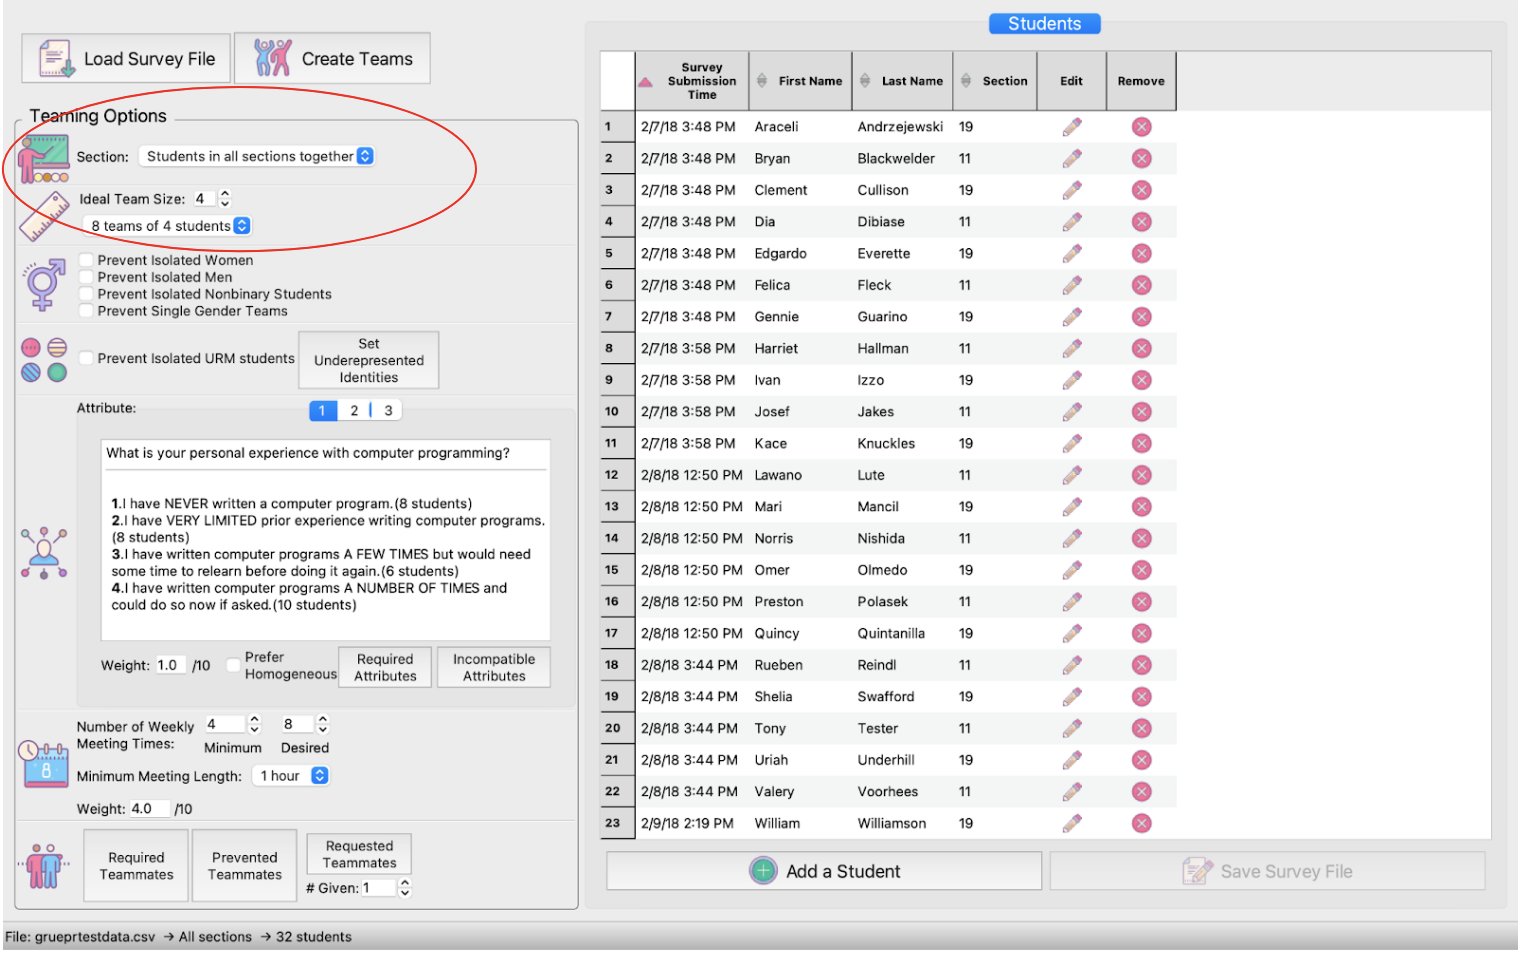 Students
Load Survey File
Create Teams
Teaming Options
Section: Students in all sections together
Ideal Team Size: 4
8 teams of 4 students
Prevent Isolated Women
Prevent Isolated Men
Prevent Isolated Nonbinary Students
Prevent Single Gender Teams
Prevent Isolated URM students
Set
Underepresented
Identities
Attribute: 1 2 3
What is your personal experience with computer programming?
1.I have NEVER written a computer program.(8 students)
2.I have VERY LIMITED prior experience writing computer programs.
(8 students)
3.I have written computer programs A FEW TIMES but would need
some time to relearn before doing it again.(6 students)
4.I have written computer programs A NUMBER OF TIMES and
could do so now if asked.(10 students)
Weight: 1.0 /10
Prefer
Homogeneous
Required
Attributes
Incompatible
Attributes
Number of Weekly
Meeting Times:
4 8
Minimum Desired
8
Minimum Meeting Length: 1 hour
Weight: 4.0 /10
Required
Teammates
Prevented
Teammates
Requested
Teammates
# Given: 1
Survey
Submission
Time
First Name Last Name Section Edit Remove
1 2/7/18 3:48 PM Araceli Andrzejewski 19
2 2/7/18 3:48 PM Bryan Blackwelder 11
3 2/7/18 3:48 PM Clement Cullison 19
4 2/7/18 3:48 PM Dia Dibiase 11
5 2/7/18 3:48 PM Edgardo Everette 19
6 2/7/18 3:48 PM Felica Fleck 11
7 2/7/18 3:48 PM Gennie Guarino 19
8 2/7/18 3:58 PM Harriet Hallman 11
9 2/7/18 3:58 PM Ivan Izzo 19
10 2/7/18 3:58 PM Josef Jakes 11
11 2/7/18 3:58 PM Kace Knuckles 19
12 2/8/18 12:50 PM Lawano Lute 11
13 2/8/18 12:50 PM Mari Mancil 19
14 2/8/18 12:50 PM Norris Nishida 11
15 2/8/18 12:50 PM Omer Olmedo 19
16 2/8/18 12:50 PM Preston Polasek 11
17 2/8/18 12:50 PM Quincy Quintanilla 19
18 2/8/18 3:44 PM Rueben Reindl 11
19 2/8/18 3:44 PM Shelia Swafford 19
20 2/8/18 3:44 PM Tony Tester 11
21 2/8/18 3:44 PM Uriah Underhill 19
22 2/8/18 3:44 PM Valery Voorhees 11
23 2/9/18 2:19 PM William Williamson 19
Add a Student
Save Survey File
File: grueprtestdata.csv → All sections → 32 students